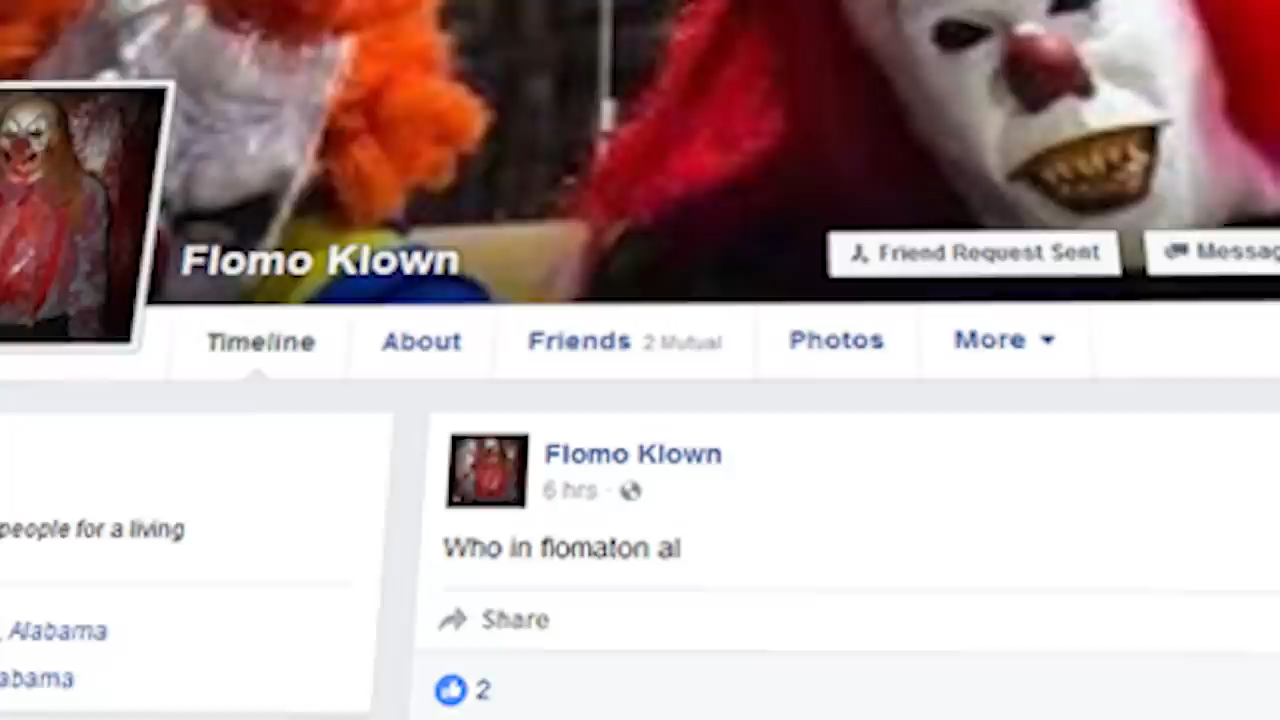 Flomo Klown
Friend Request Sent
Messag
Timeline
About
Friends 2 Mutual
Photos
More
Flomo Klown
6 hrs ·
Who in flomaton al
people for a living
Share
, Alabama
abama
2